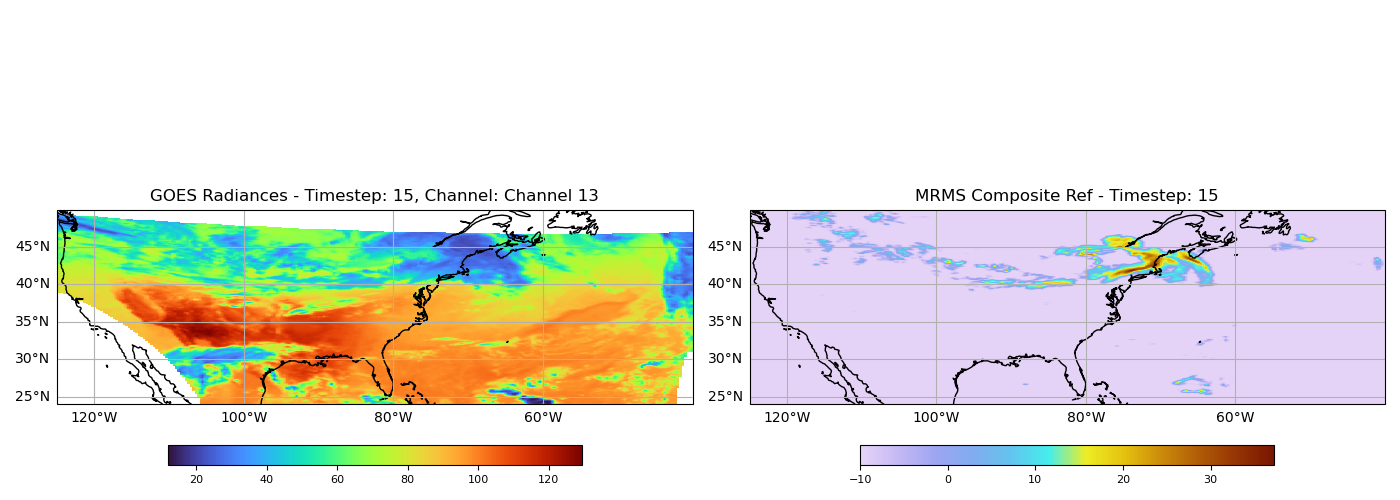 GOES Radiances - Timestep: 15, Channel: Channel 13
45°N
40°N
35°N
30°N
25°N
120°W 100°W 80°W 60°W
20 40 60 80 100 120
MRMS Composite Ref - Timestep: 15
45°N
40°N
35°N
30°N
25°N
120°W 100°W 80°W 60°W
−10 0 10 20 30